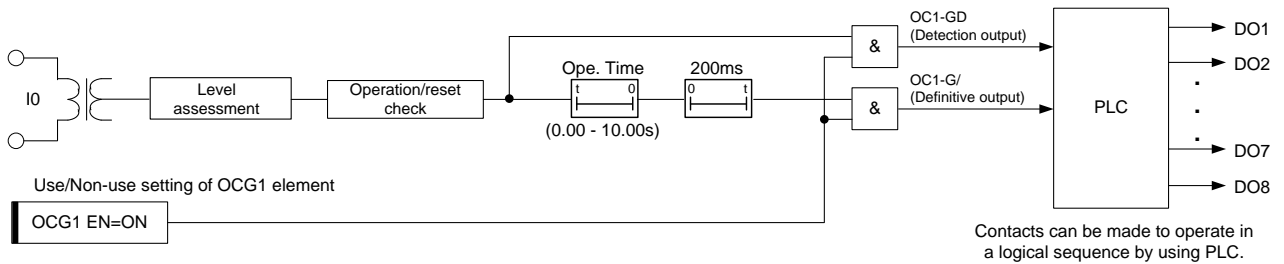 OC1-GD
(Detection output)
DO1
&
Ope. Time
200ms
DO2
I0
Level
assessment
Operation/reset
check
t 0
0 t
OC1-G/
(Definitive output)
PLC
&
(0.00 - 10.00s)
DO7
Use/Non-use setting of OCG1 element
DO8
OCG1 EN=ON
Contacts can be made to operate in
a logical sequence by using PLC.